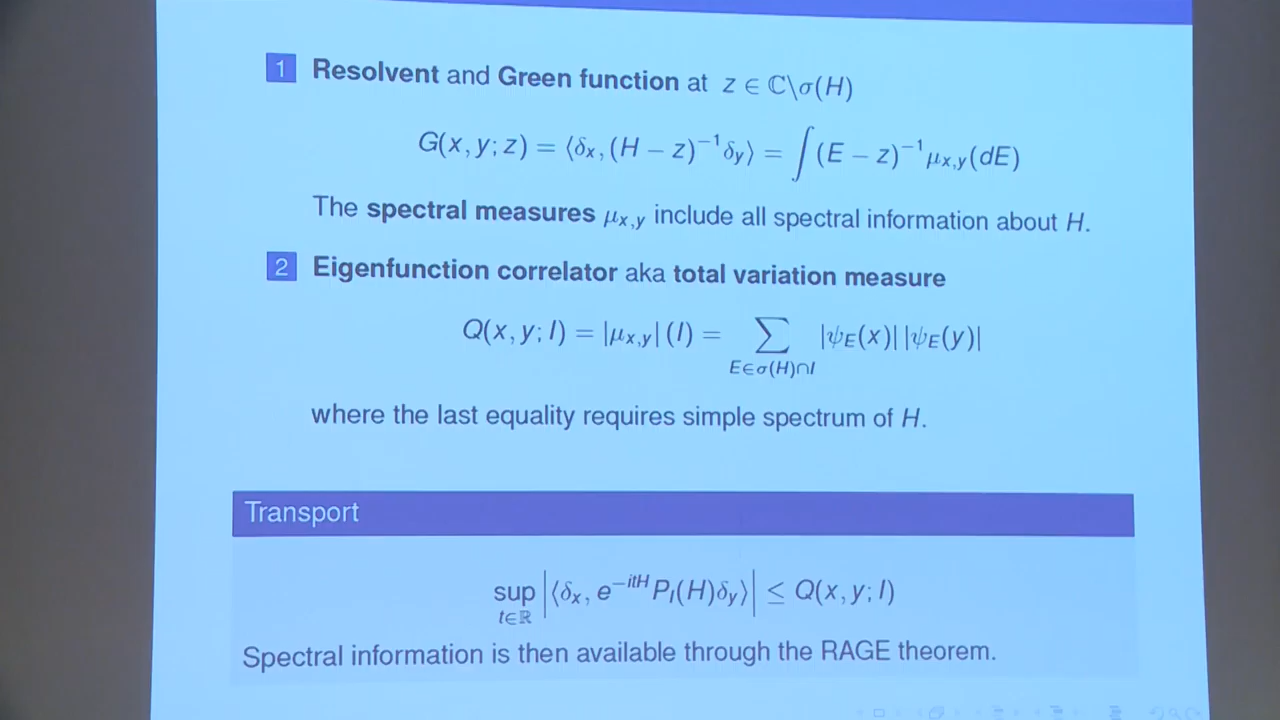 1 Resolvent and Green function at z ∈ ℂ\σ(H)
G(x, y; z) = ⟨δ_x, (H − z)^{−1} δ_y⟩ = ∫ (E − z)^{−1} μ_{x,y}(dE)
The spectral measures μ_{x,y} include all spectral information about H.
2 Eigenfunction correlator aka total variation measure
Q(x, y; I) = |μ_{x,y}| (I) = ∑_{E∈σ(H)∩I} |ψ_E(x)| |ψ_E(y)|
where the last equality requires simple spectrum of H.
Transport
sup_{t∈ℝ} |⟨δ_x, e^{−itH} P_I(H)δ_y⟩| ≤ Q(x, y; I)
Spectral information is then available through the RAGE theorem.